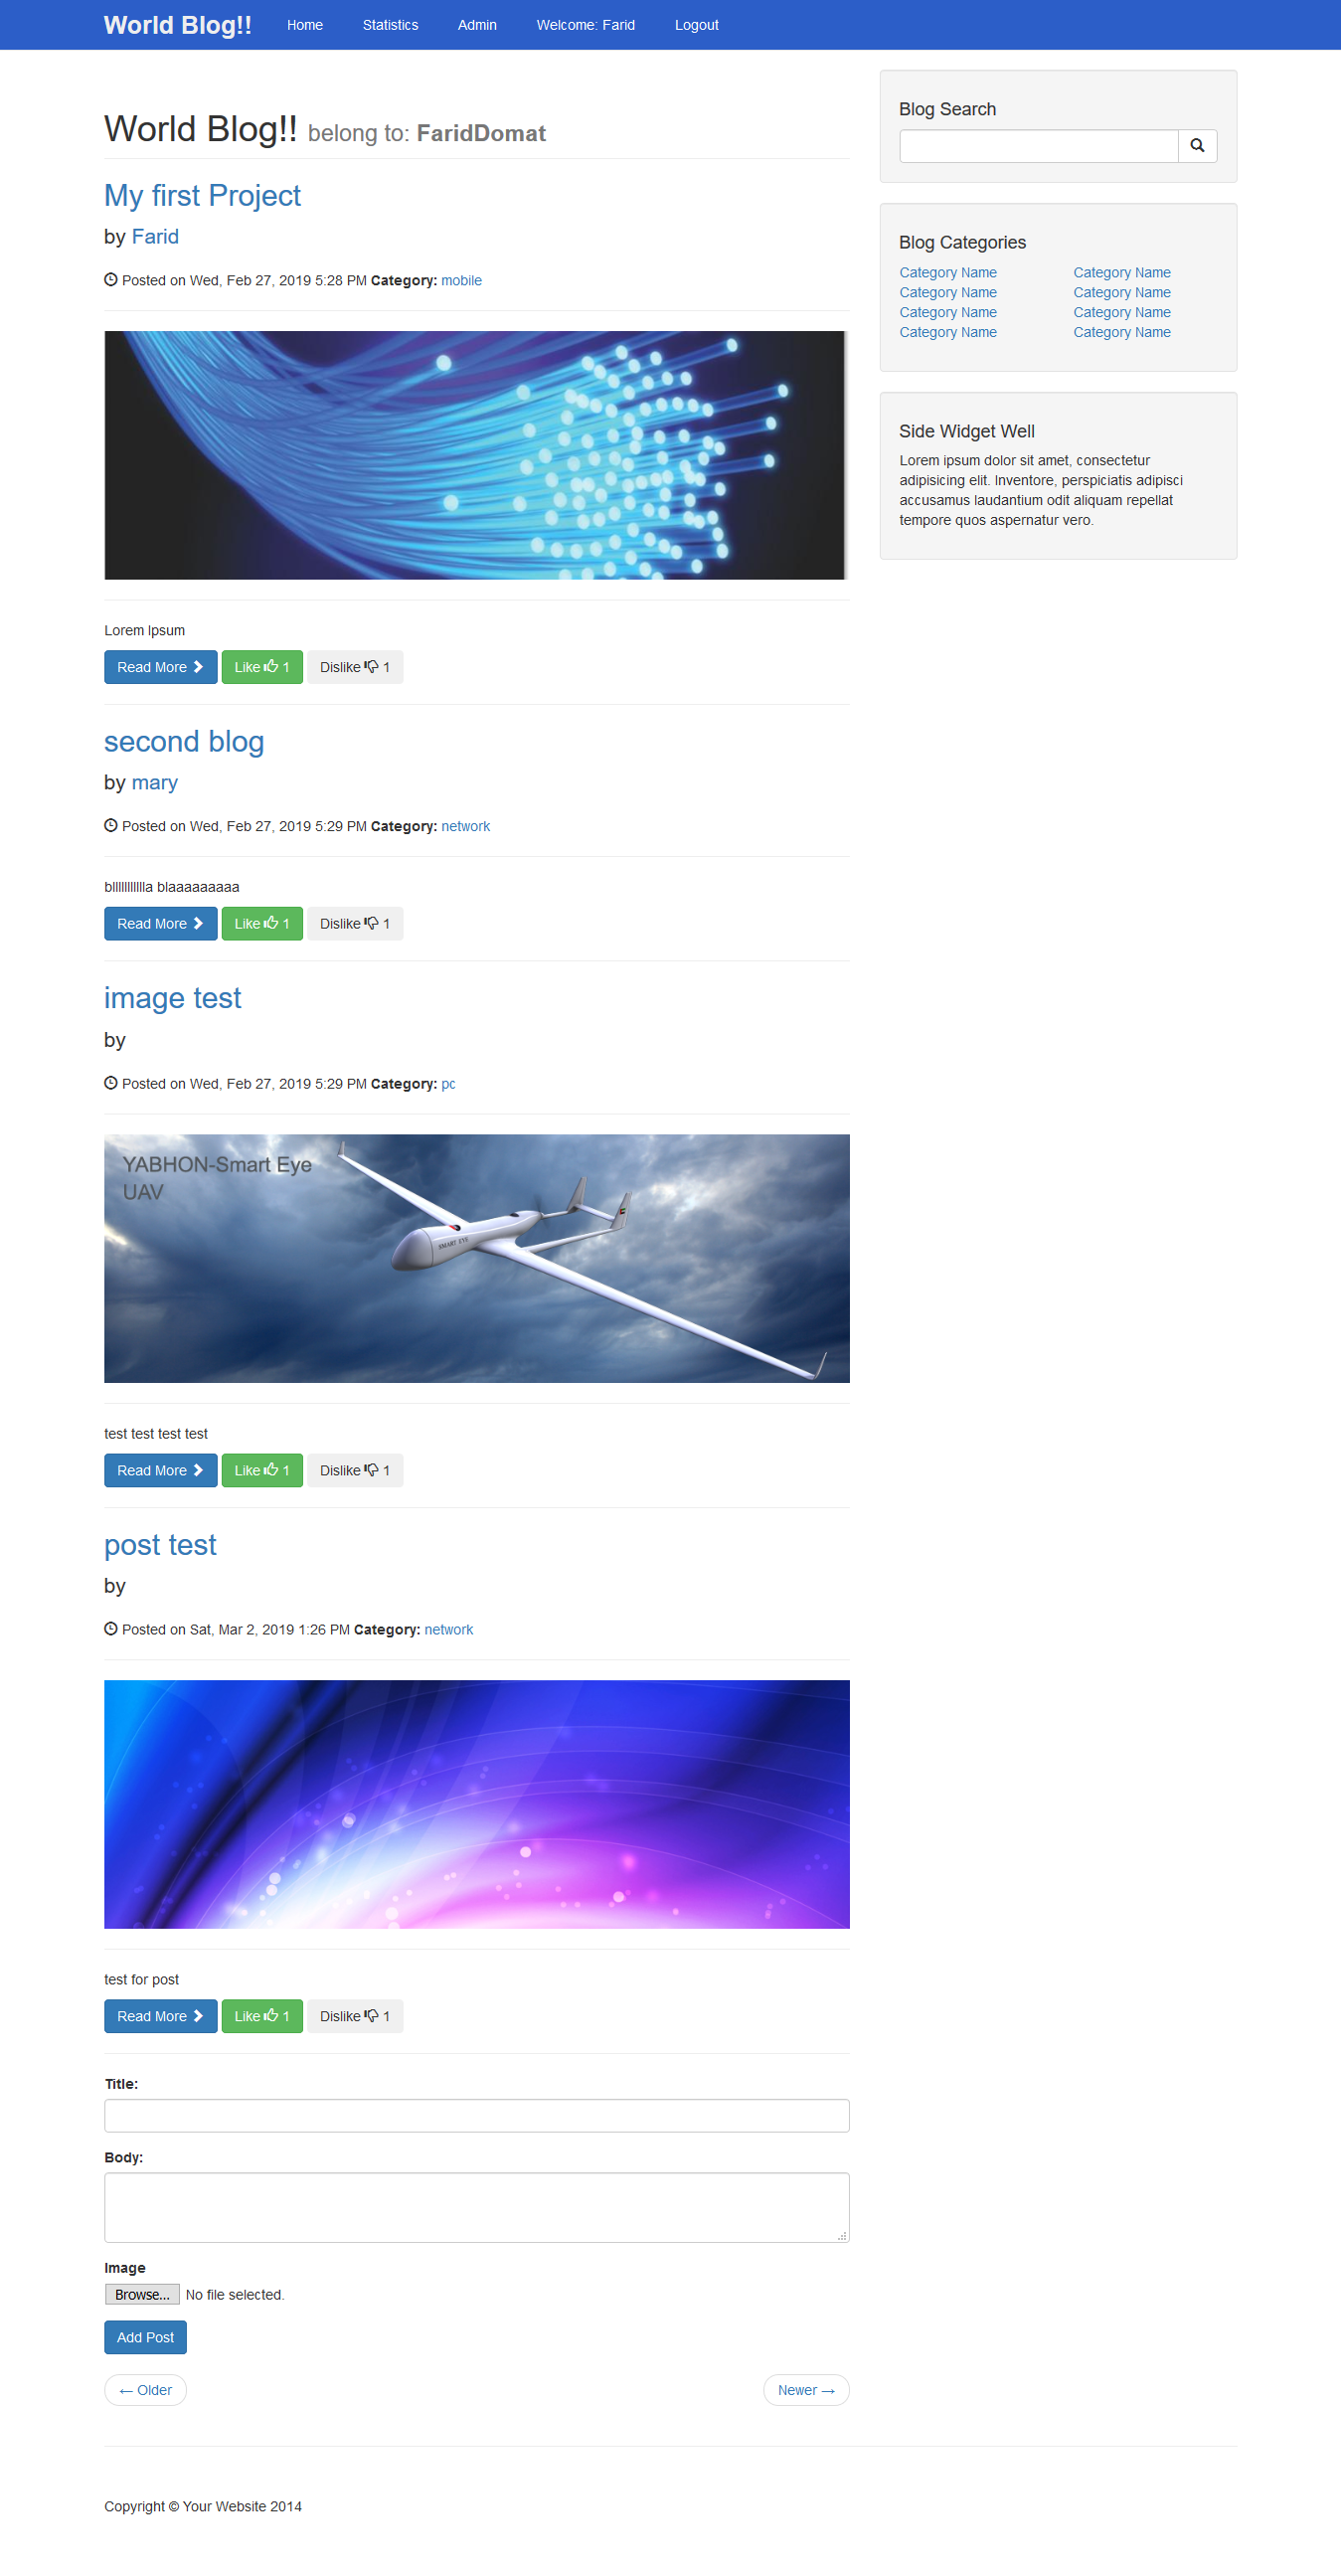 World Blog!! Home Statistics Admin Welcome: Farid Logout
World Blog!! belong to: FaridDomat
My first Project
by Farid
Posted on Wed, Feb 27, 2019 5:28 PM Category: mobile
Lorem Ipsum
Read More Like 1 Dislike 1
second blog
by mary
Posted on Wed, Feb 27, 2019 5:29 PM Category: network
Read More Like 1 Dislike 1
image test
by
Posted on Wed, Feb 27, 2019 5:29 PM Category: pc
YABHON-Smart Eye
UAV
SMART EYE
test test test test
Read More Like 1 Dislike 1
post test
by
Posted on Sat, Mar 2, 2019 1:26 PM Category: network
test for post
Read More Like 1 Dislike 1
Title:
Body:
Image
Browse... No file selected.
Add Post
← Older
Newer →
Blog Search
Blog Categories
Category Name Category Name
Category Name Category Name
Category Name Category Name
Category Name Category Name
Side Widget Well
Lorem ipsum dolor sit amet, consectetur
adipisicing elit. Inventore, perspiciatis adipisci
accusamus laudantium odit aliquam repellat
tempore quos aspernatur vero.
Copyright © Your Website 2014